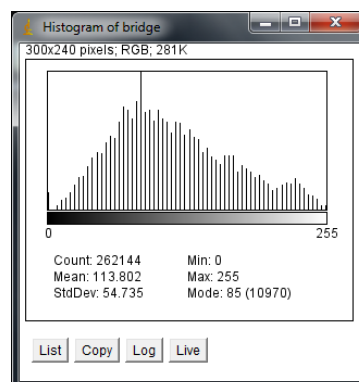 Histogram of bridge
300x240 pixels; RGB; 281K
0 255
Count: 262144 Min: 0
Mean: 113.802 Max: 255
StdDev: 54.735 Mode: 85 (10970)
List Copy Log Live